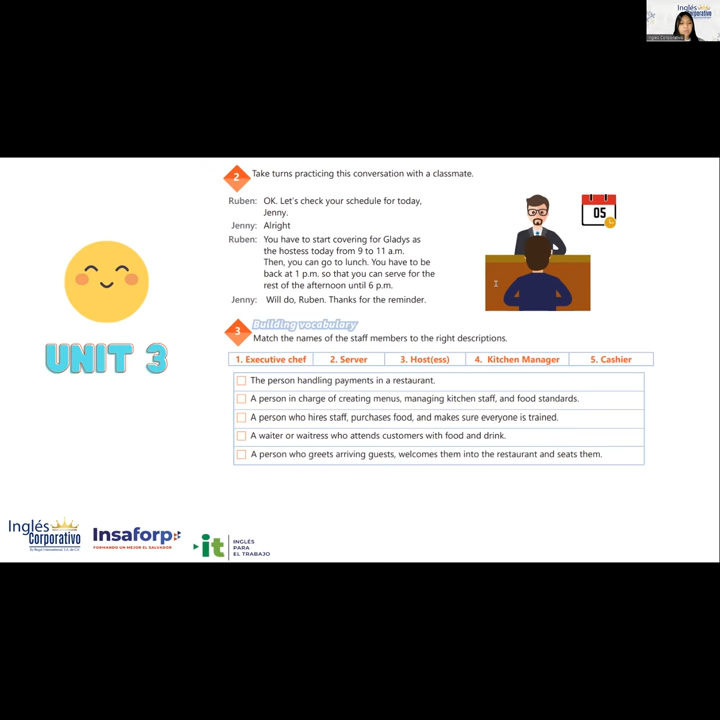 Inglés
Corporativo
Inglés Corporativo
2 Take turns practicing this conversation with a classmate.
Ruben: OK. Let's check your schedule for today,
Jenny.
Jenny: Alright
Ruben: You have to start covering for Gladys as
the hostess today from 9 to 11 a.m.
Then, you can go to lunch. You have to be
back at 1 p.m. so that you can serve for the
rest of the afternoon until 6 p.m.
Jenny: Will do, Ruben. Thanks for the reminder.
05
3 Building vocabulary
Match the names of the staff members to the right descriptions.
UNIT 3
1. Executive chef 2. Server 3. Host(ess) 4. Kitchen Manager 5. Cashier
The person handling payments in a restaurant.
A person in charge of creating menus, managing kitchen staff, and food standards.
A person who hires staff, purchases food, and makes sure everyone is trained.
A waiter or waitress who attends customers with food and drink.
A person who greets arriving guests, welcomes them into the restaurant and seats them.
Inglés
Corporativo
Insaforp
FORMANDO UN MEJOR EL SALVADOR
it
INGLÉS
PARA
EL TRABAJO